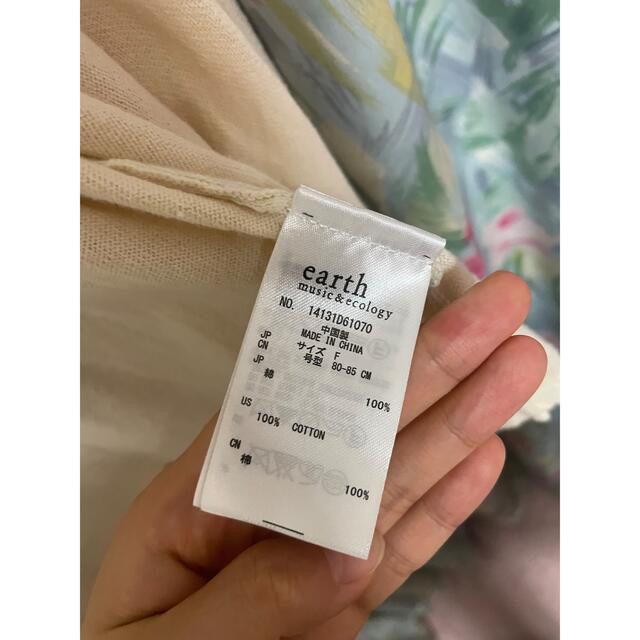 earth
music&ecology
NO. 14131D61070
中国製
MADE IN CHINA
JP サイズ F
CN 号型 80-85 CM
JP
綿 100%
US
100% COTTON
CN
棉 100%